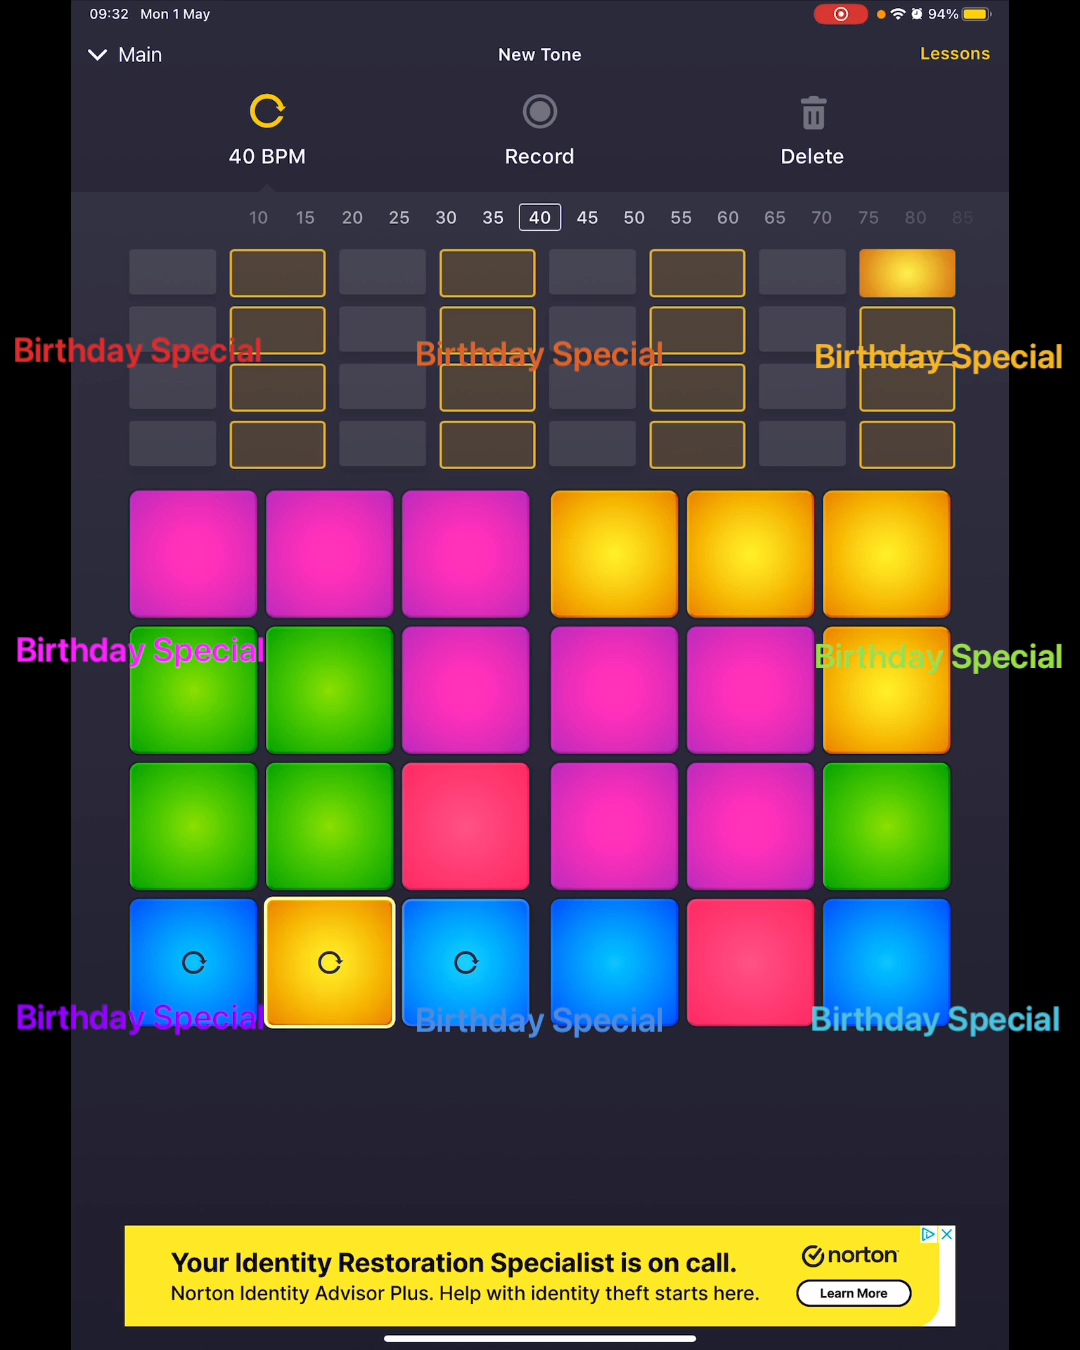 09:32 Mon 1 May 94%
Main New Tone Lessons
40 BPM Record Delete
10 15 20 25 30 35 40 45 50 55 60 65 70 75 80 85
Birthday Special Birthday Special Birthday Special
Birthday Special Birthday Special
Birthday Special Birthday Special Birthday Special
Your Identity Restoration Specialist is on call.
Norton Identity Advisor Plus. Help with identity theft starts here.
norton
Learn More